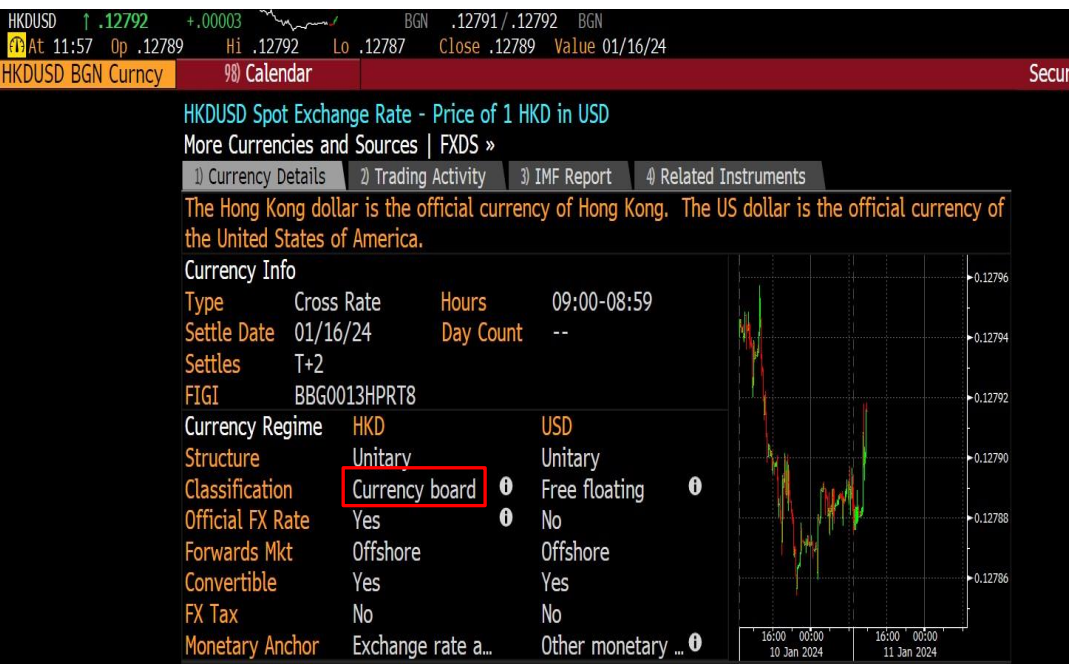 HKDUSD ↑ .12792 +.00003 BGN .12791/.12792 BGN
At 11:57 Op .12789 Hi .12792 Lo .12787 Close .12789 Value 01/16/24
HKDUSD BGN Curncy 98) Calendar Secur
HKDUSD Spot Exchange Rate - Price of 1 HKD in USD
More Currencies and Sources | FXDS »
1) Currency Details 2) Trading Activity 3) IMF Report 4) Related Instruments
The Hong Kong dollar is the official currency of Hong Kong. The US dollar is the official currency of
the United States of America.
Currency Info
Type Cross Rate Hours 09:00-08:59
Settle Date 01/16/24 Day Count --
Settles T+2
FIGI BBG0013HPRT8
Currency Regime HKD USD
Structure Unitary Unitary
Classification Currency board Free floating
Official FX Rate Yes No
Forwards Mkt Offshore Offshore
Convertible Yes Yes
FX Tax No No
Monetary Anchor Exchange rate a... Other monetary ...
0.12796
0.12794
0.12792
0.12790
0.12788
0.12786
16:00 00:00 16:00 00:00
10 Jan 2024 11 Jan 2024